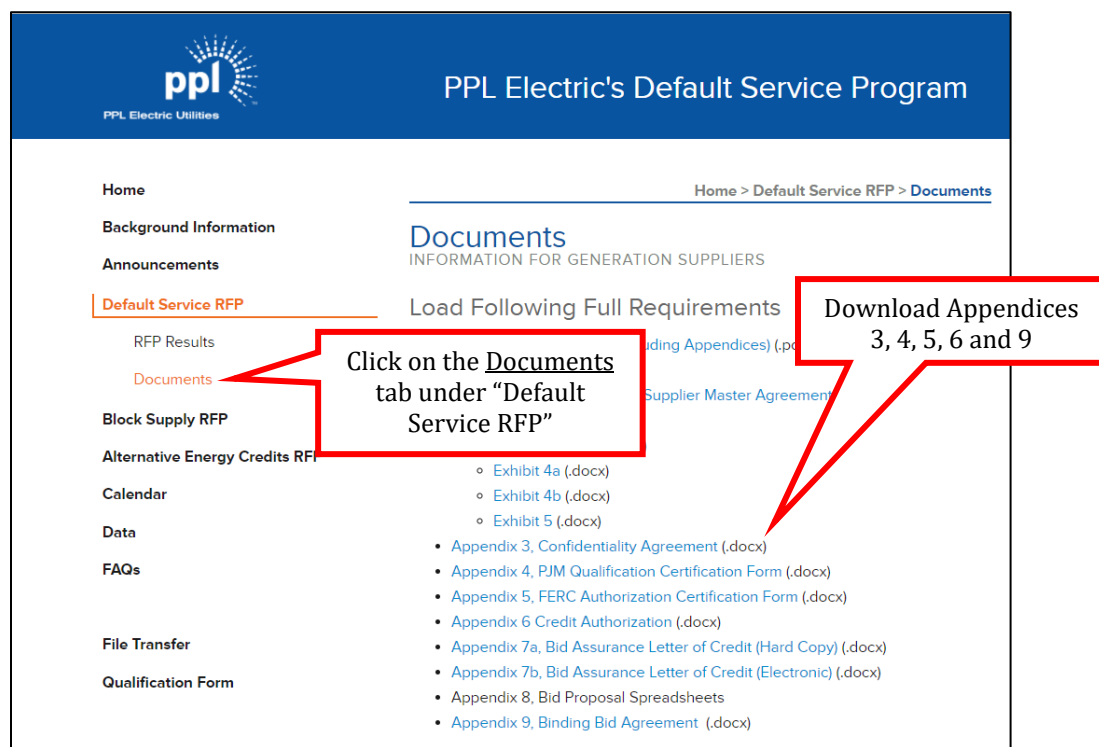 ppl
PPL Electric Utilities
PPL Electric's Default Service Program
Home
Background Information
Announcements
Default Service RFP
RFP Results
Documents
Block Supply RFP
Alternative Energy Credits RF
Calendar
Data
FAQs
File Transfer
Qualification Form
Home > Default Service RFP > Documents
Documents
INFORMATION FOR GENERATION SUPPLIERS
Load Following Full Requirements
Appendices)
Supplier Master Agreement
◦ Exhibit 4a (.docx)
◦ Exhibit 4b (.docx)
◦ Exhibit 5 (.docx)
• Appendix 3, Confidentiality Agreement (.docx)
• Appendix 4, PJM Qualification Certification Form (.docx)
• Appendix 5, FERC Authorization Certification Form (.docx)
• Appendix 6 Credit Authorization (.docx)
• Appendix 7a, Bid Assurance Letter of Credit (Hard Copy) (.docx)
• Appendix 7b, Bid Assurance Letter of Credit (Electronic) (.docx)
• Appendix 8, Bid Proposal Spreadsheets
• Appendix 9, Binding Bid Agreement (.docx)
Click on the Documents
tab under “Default
Service RFP”
Download Appendices
3, 4, 5, 6 and 9